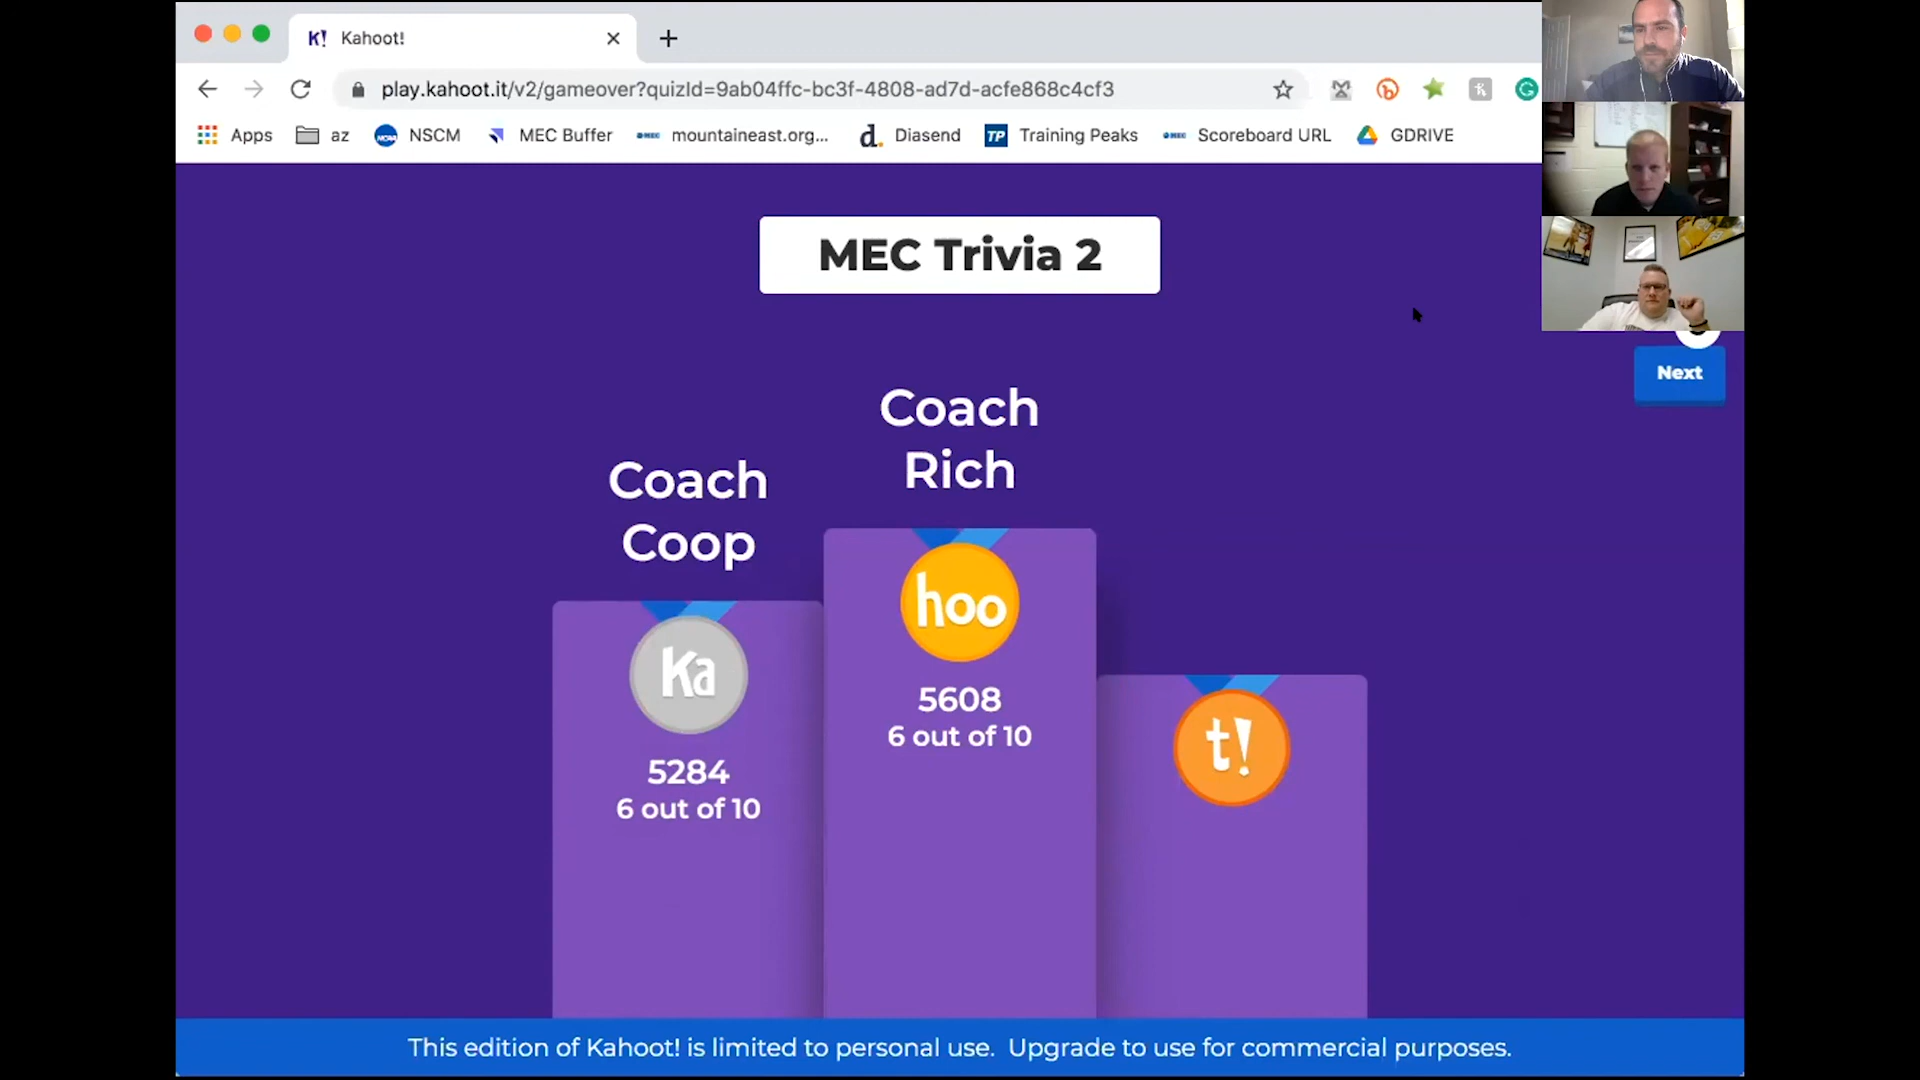 K! Kahoot!
play.kahoot.it/v2/gameover?quizId=9ab04ffc-bc3f-4808-ad7d-acfe868c4cf3
Apps az NSCM MEC Buffer mountaineast.org... d. Diasend TP Training Peaks Scoreboard URL GDRIVE
MEC Trivia 2
Next
Coach
Rich
Coach
Coop
hoo
5608
6 out of 10
Ka
5284
6 out of 10
t!
This edition of Kahoot! is limited to personal use. Upgrade to use for commercial purposes.